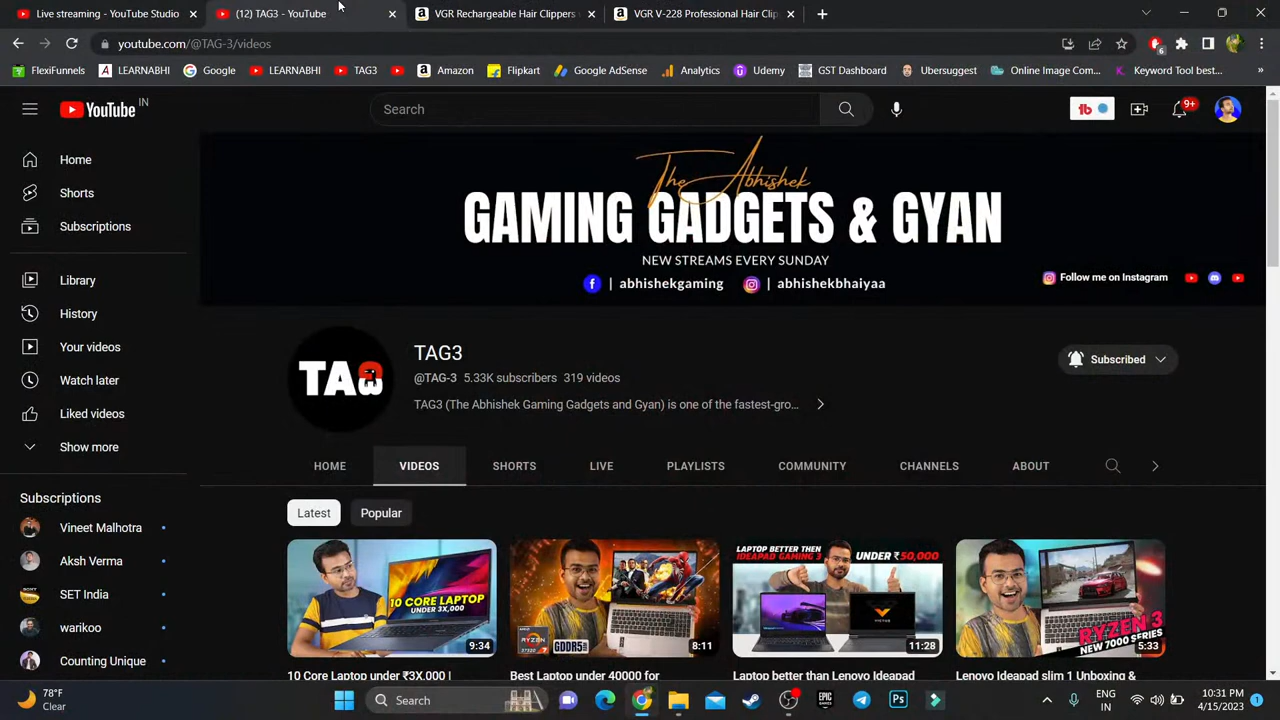 Live streaming - YouTube Studio
(12) TAG3 - YouTube
VGR Rechargeable Hair Clippers
VGR V-228 Professional Hair Clip
youtube.com/@TAG-3/videos
6
FlexiFunnels
LEARNABHI
Google
LEARNABHI
TAG3
Amazon
Flipkart
Google AdSense
Analytics
Udemy
GST Dashboard
Ubersuggest
Online Image Com...
Keyword Tool best...
»
YouTube IN
Search
tb
9+
Home
Shorts
Subscriptions
Library
History
Your videos
Watch later
Liked videos
Show more
Subscriptions
Vineet Malhotra
Aksh Verma
SET India
warikoo
Counting Unique
The Abhishek
GAMING GADGETS & GYAN
NEW STREAMS EVERY SUNDAY
| abhishekgaming | abhishekbhaiyaa
Follow me on Instagram
TAG3
TAG3
@TAG-3 5.33K subscribers 319 videos
TAG3 (The Abhishek Gaming Gadgets and Gyan) is one of the fastest-gro...
Subscribed
HOME VIDEOS SHORTS LIVE PLAYLISTS COMMUNITY CHANNELS ABOUT
Latest Popular
10 CORE LAPTOP
UNDER ₹3X,000
9:34
GDDR5
8:11
LAPTOP BETTER THEN
IDEAPAD GAMING 3
UNDER ₹50,000
VICTUS
11:28
RYZEN 3
NEW 7000 SERIES
5:33
10 Core Laptop under ₹3X,000 |
Best Laptop under 40000 for
Laptop better than Lenovo Ideapad
Lenovo Ideapad slim 1 Unboxing &
78°F
Clear
Search
EPIC
GAMES
Ps
ENG
IN
10:31 PM
4/15/2023
1